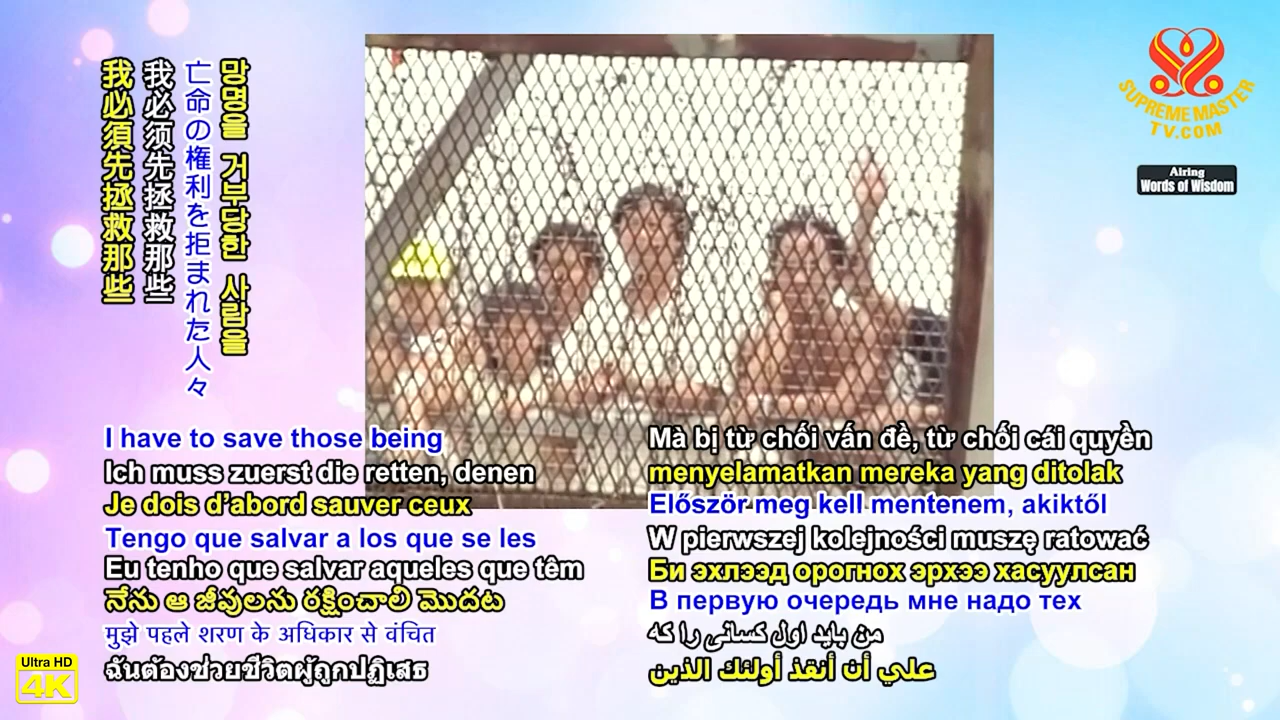 망명을 거부당한 사람을
亡命の権利を拒まれた人々
我必须先拯救那些
我必須先拯救那些
SUPREME MASTER
TV.COM
Airing
Words of Wisdom
I have to save those being
Ich muss zuerst die retten, denen
Je dois d’abord sauver ceux
Tengo que salvar a los que se les
Eu tenho que salvar aqueles que têm
నేను ఆ జీవులను రక్షించాలి మొదట
मुझे पहले शरण के अधिकार से वंचित
ฉันต้องช่วยชีวิตผู้ถูกปฏิเสธ
Mà bị từ chối vấn đề, từ chối cái quyền
menyelamatkan mereka yang ditolak
Először meg kell mentenem, akiktől
W pierwszej kolejności muszę ratować
Би эхлээд орогнох эрхээ хасуулсан
В первую очередь мне надо тех
من باید اول کسانی را که
علي أن أنقذ أولئك الذين
Ultra HD
4K